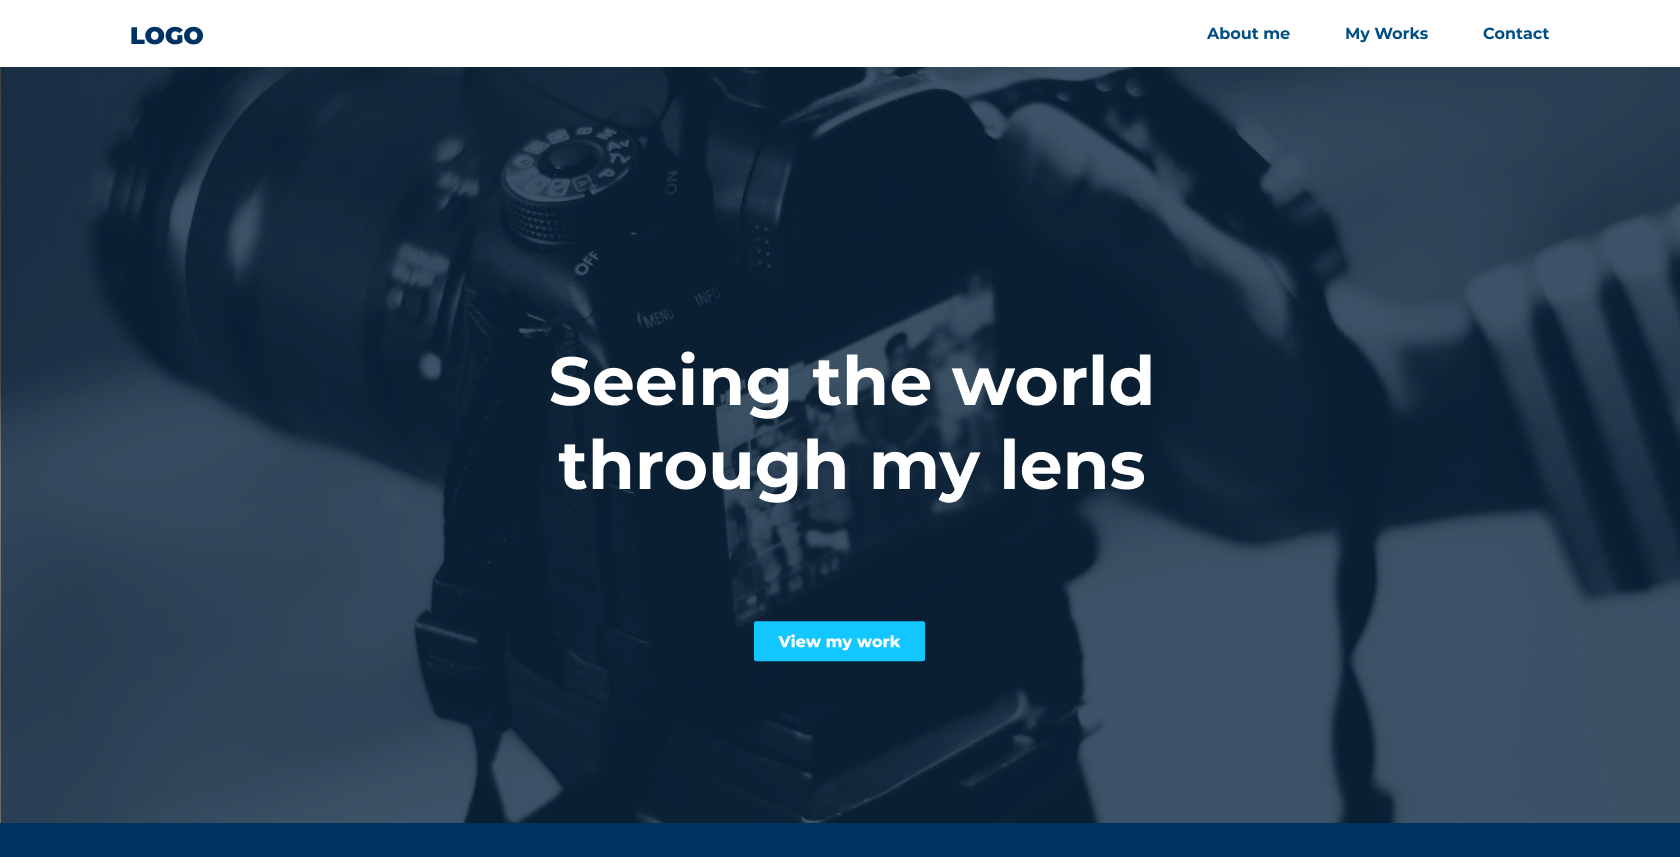 LOGO
About me
My Works
Contact
ON
OFF
MENU
INFO
Seeing the world
through my lens
View my work